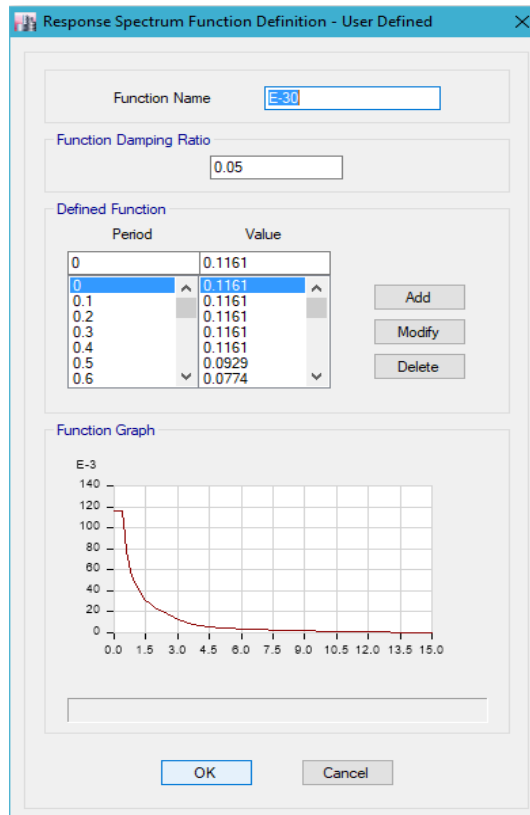 Response Spectrum Function Definition - User Defined
Function Name
E-30
Function Damping Ratio
0.05
Defined Function
Period Value
0 0.1161
0 0.1161
0.1 0.1161
0.2 0.1161
0.3 0.1161
0.4 0.1161
0.5 0.0929
0.6 0.0774
Add
Modify
Delete
Function Graph
E-3
140
120
100
80
60
40
20
0
0.0 1.5 3.0 4.5 6.0 7.5 9.0 10.5 12.0 13.5 15.0
OK Cancel